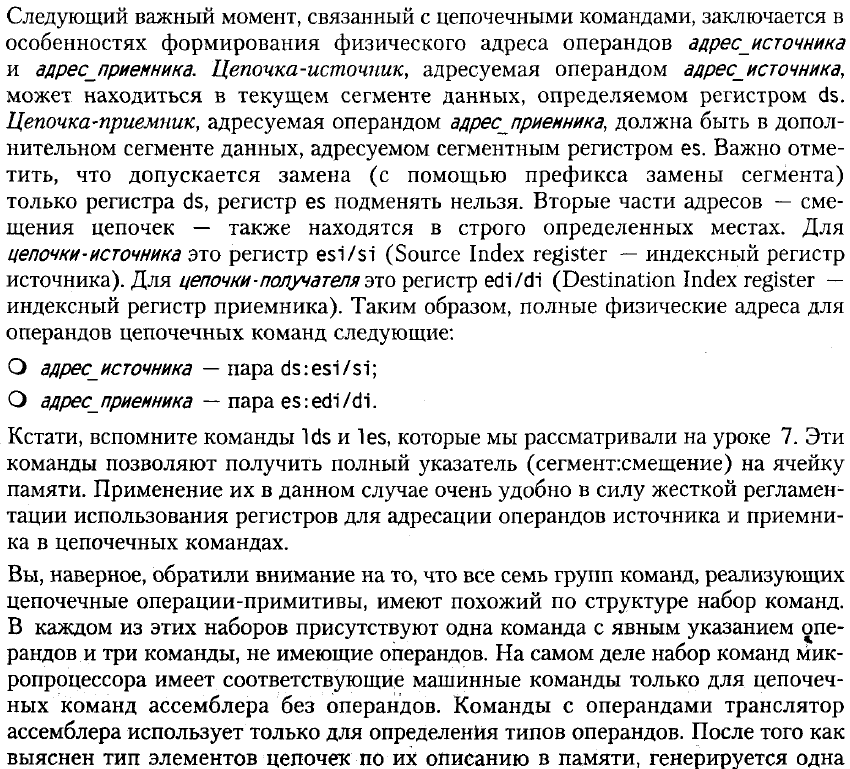 Следующий важный момент, связанный с цепочечными командами, заключается в
особенностях формирования физического адреса операндов адрес_источника
и адрес_приемника. Цепочка-источник, адресуемая операндом адрес_источника,
может находиться в текущем сегменте данных, определяемом регистром ds.
Цепочка-приемник, адресуемая операндом адрес_приемника, должна быть в допол-
нительном сегменте данных, адресуемом сегментным регистром es. Важно отме-
тить, что допускается замена (с помощью префикса замены сегмента)
только регистра ds, регистр es подменять нельзя. Вторые части адресов — сме-
щения цепочек — также находятся в строго определенных местах. Для
цепочки-источника это регистр esi/si (Source Index register — индексный регистр
источника). Для цепочки-получателя это регистр edi/di (Destination Index register —
индексный регистр приемника). Таким образом, полные физические адреса для
операндов цепочечных команд следующие:
❍ адрес_источника — пара ds:esi/si;
❍ адрес_приемника — пара es:edi/di.
Кстати, вспомните команды lds и les, которые мы рассматривали на уроке 7. Эти
команды позволяют получить полный указатель (сегмент:смещение) на ячейку
памяти. Применение их в данном случае очень удобно в силу жесткой регламен-
тации использования регистров для адресации операндов источника и приемни-
ка в цепочечных командах.
Вы, наверное, обратили внимание на то, что все семь групп команд, реализующих
цепочечные операции-примитивы, имеют похожий по структуре набор команд.
В каждом из этих наборов присутствуют одна команда с явным указанием опе-
рандов и три команды, не имеющие операндов. На самом деле набор команд мик-
ропроцессора имеет соответствующие машинные команды только для цепочеч-
ных команд ассемблера без операндов. Команды с операндами транслятор
ассемблера использует только для определения типов операндов. После того как
выяснен тип элементов цепочек по их описанию в памяти, генерируется одна